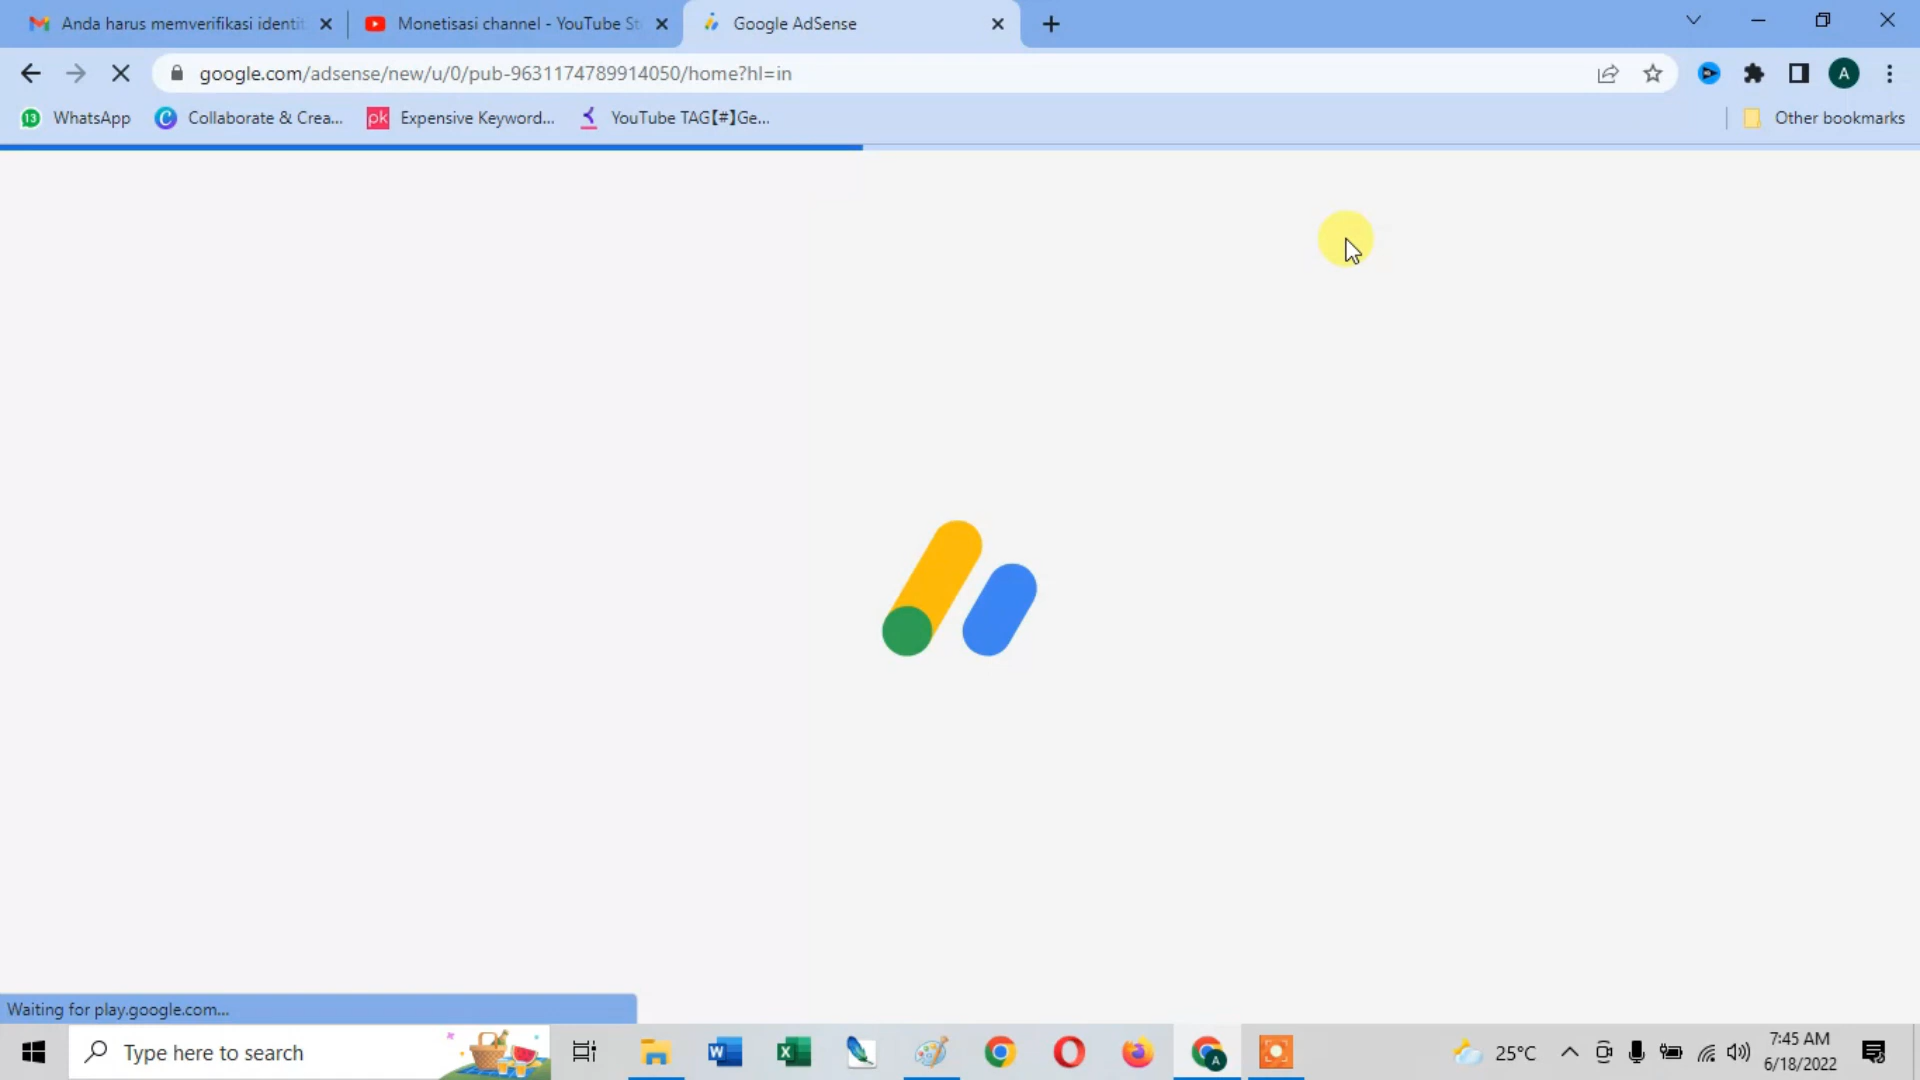 Anda harus memverifikasi identit
Monetisasi channel - YouTube St
Google AdSense
google.com/adsense/new/u/0/pub-9631174789914050/home?hl=in
A
13 WhatsApp
Collaborate & Crea...
pk Expensive Keyword...
YouTube TAG【#】Ge...
Other bookmarks
Waiting for play.google.com...
Type here to search
25°C
7:45 AM
6/18/2022